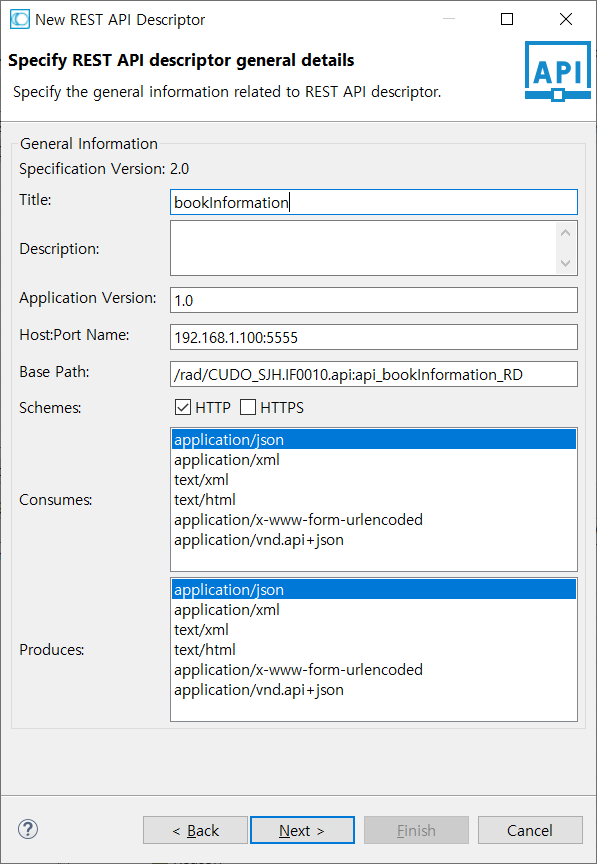 New REST API Descriptor
Specify REST API descriptor general details
Specify the general information related to REST API descriptor.
API
General Information
Specification Version: 2.0
Title: bookInformation
Description:
Application Version: 1.0
Host:Port Name: 192.168.1.100:5555
Base Path: /rad/CUDO_SJH.IF0010.api:api_bookInformation_RD
Schemes: HTTP HTTPS
application/json
application/xml
text/xml
Consumes: text/html
application/x-www-form-urlencoded
application/vnd.api+json
application/json
application/xml
text/xml
Produces: text/html
application/x-www-form-urlencoded
application/vnd.api+json
? < Back Next > Finish Cancel